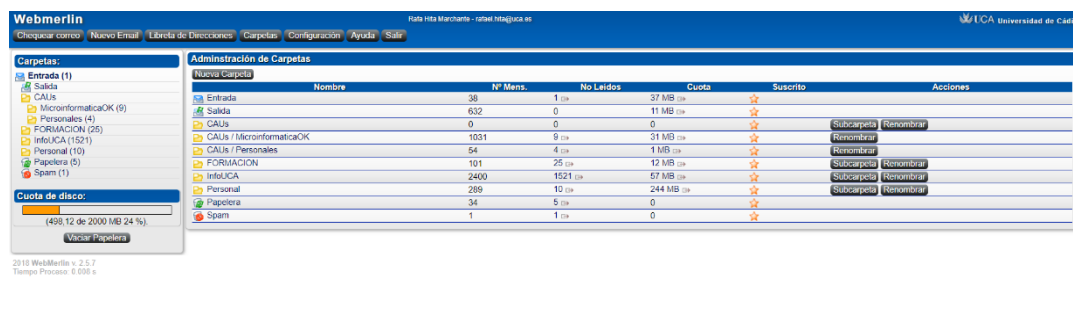 Webmerlin
Rafa Hita Marchante - rafael.hita@uca.es
UCA Universidad de Cádi
Chequear correo Nuevo Email Libreta de Direcciones Carpetas Configuración Ayuda Salir
Carpetas:
Entrada (1)
Salida
CAUs
MicroinformaticaOK (9)
Personales (4)
FORMACION (25)
InfoUCA (1521)
Personal (10)
Papelera (5)
Spam (1)
Cuota de disco:
(498,12 de 2000 MB 24 %).
Vaciar Papelera
2018 WebMerlin v. 2.5.7
Tiempo Proceso: 0.008 s
Adminstración de Carpetas
Nueva Carpeta
Nombre Nº Mens. No Leidos Cuota Suscrito Acciones
Entrada 38 1 37 MB
Salida 632 0 11 MB
CAUs 0 0 0 Subcarpeta Renombrar
CAUs / MicroinformaticaOK 1031 9 31 MB Renombrar
CAUs / Personales 54 4 1 MB Renombrar
FORMACION 101 25 12 MB Subcarpeta Renombrar
InfoUCA 2400 1521 57 MB Subcarpeta Renombrar
Personal 289 10 244 MB Subcarpeta Renombrar
Papelera 34 5 0
Spam 1 1 0